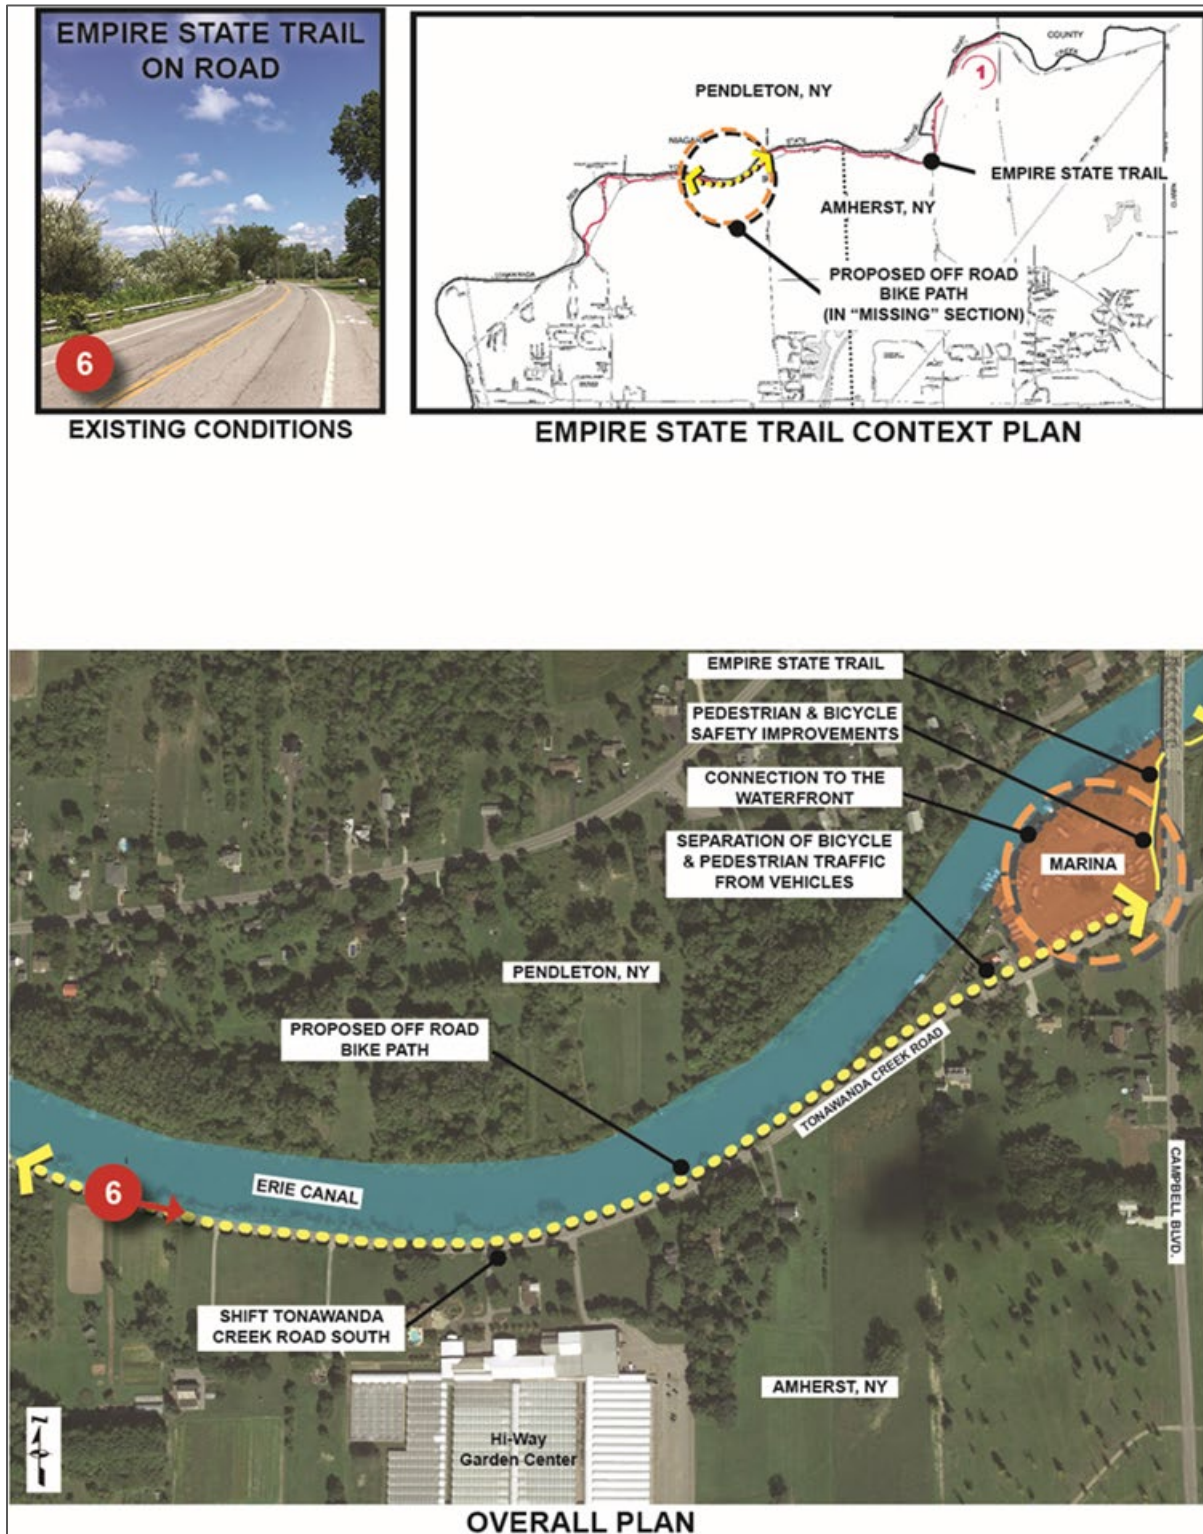 EMPIRE STATE TRAIL
ON ROAD
6
EXISTING CONDITIONS
COUNTY
CREEK
CANAL
1
PENDLETON, NY
STATE
EMPIRE STATE TRAIL
AMHERST, NY
TONAWANDA
PROPOSED OFF ROAD
BIKE PATH
(IN "MISSING" SECTION)
EMPIRE STATE TRAIL CONTEXT PLAN
EMPIRE STATE TRAIL
PEDESTRIAN & BICYCLE
SAFETY IMPROVEMENTS
CONNECTION TO THE
WATERFRONT
SEPARATION OF BICYCLE
& PEDESTRIAN TRAFFIC
FROM VEHICLES
MARINA
PENDLETON, NY
PROPOSED OFF ROAD
BIKE PATH
TONAWANDA CREEK ROAD
CAMPBELL BLVD.
6
ERIE CANAL
SHIFT TONAWANDA
CREEK ROAD SOUTH
AMHERST, NY
Hi-Way
Garden Center
N
OVERALL PLAN